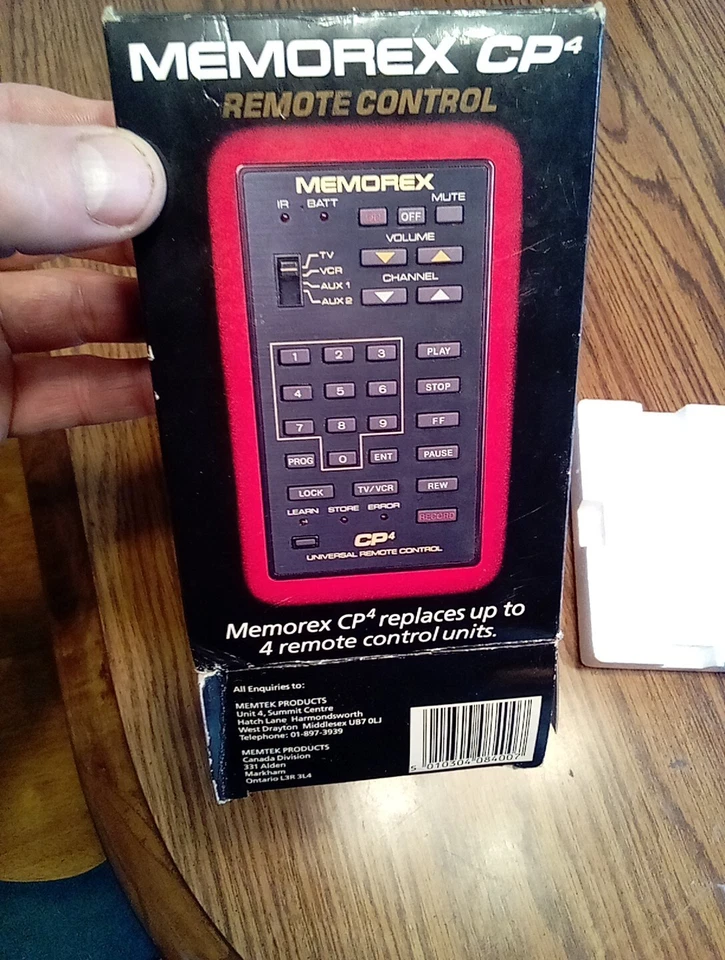 MEMOREX CP⁴
REMOTE CONTROL
MEMOREX
IR BATT MUTE
ON OFF
VOLUME
TV
VCR
CHANNEL
AUX 1
AUX 2
1 2 3 PLAY
4 5 6 STOP
7 8 9 FF
PROG 0 ENT PAUSE
LOCK TV/VCR REW
LEARN STORE ERROR
RECORD
CP⁴
UNIVERSAL REMOTE CONTROL
Memorex CP⁴ replaces up to
4 remote control units.
All Enquiries to:
MEMTEK PRODUCTS
Unit 4, Summit Centre
Hatch Lane Harmondsworth
West Drayton Middlesex UB7 0LJ
Telephone: 01-897-3939
MEMTEK PRODUCTS
Canada Division
331 Alden
Markham
Ontario L3R 3L4
5 010304 084007